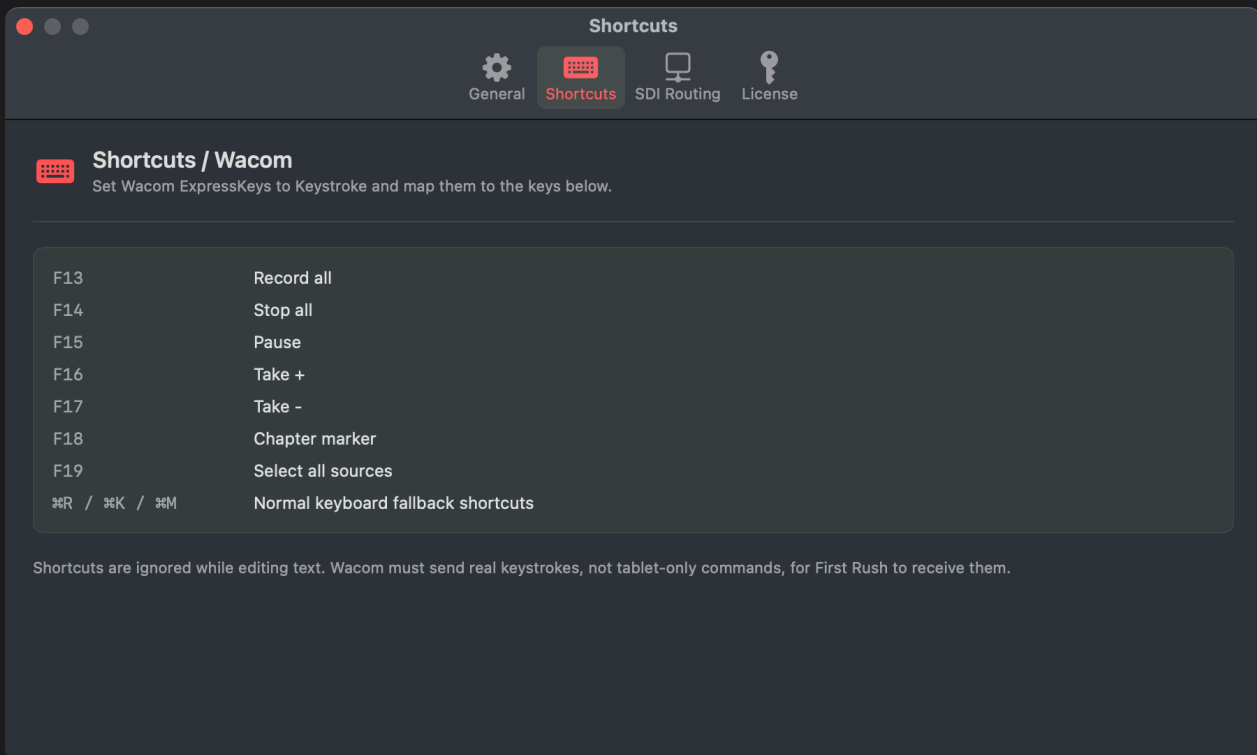 Shortcuts
General
Shortcuts
SDI Routing
License
Shortcuts / Wacom
Set Wacom ExpressKeys to Keystroke and map them to the keys below.
F13 Record all
F14 Stop all
F15 Pause
F16 Take +
F17 Take -
F18 Chapter marker
F19 Select all sources
⌘R / ⌘K / ⌘M Normal keyboard fallback shortcuts
Shortcuts are ignored while editing text. Wacom must send real keystrokes, not tablet-only commands, for First Rush to receive them.